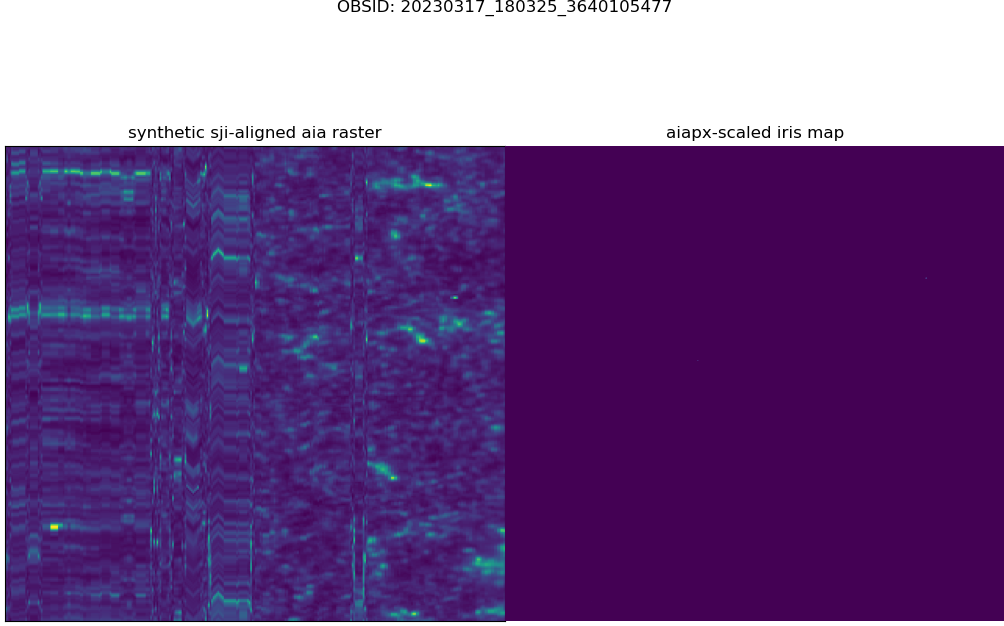 OBSID: 20230317_180325_3640105477
synthetic sji-aligned aia raster
aiapx-scaled iris map